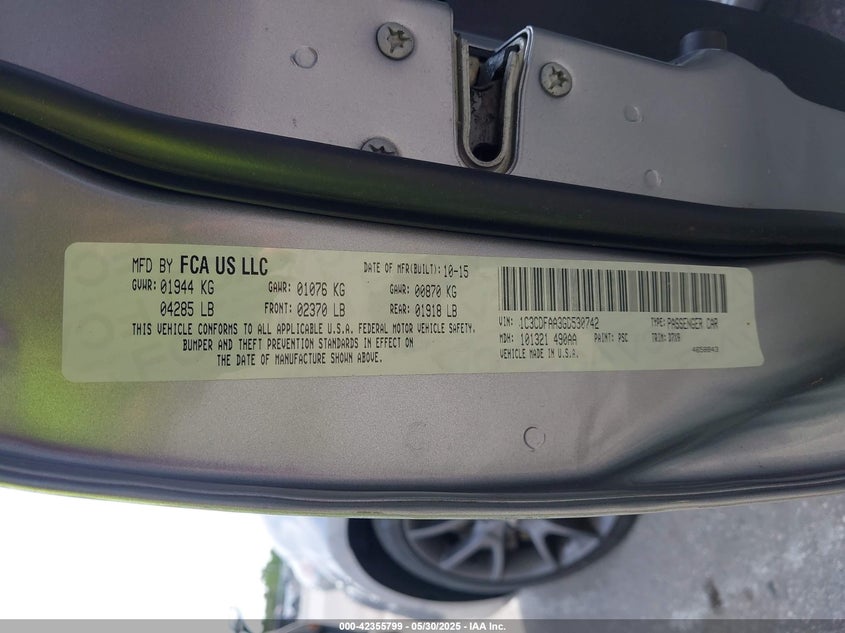 MFD BY FCA US LLC
DATE OF MFR(BUILT): 10-15
GVWR: 01944 KG GAWR: 01076 KG GAWR: 00870 KG
04285 LB FRONT: 02370 LB REAR: 01918 LB
THIS VEHICLE CONFORMS TO ALL APPLICABLE U.S.A. FEDERAL MOTOR VEHICLE SAFETY,
BUMPER AND THEFT PREVENTION STANDARDS IN EFFECT ON
THE DATE OF MANUFACTURE SHOWN ABOVE.
VIN: 1C3CDFAA3GD530742 TYPE: PASSENGER CAR
MDH: 101321 490AA PAINT: PSC TRIM: D7X9
VEHICLE MADE IN U.S.A. 4658043
000-42355799 - 05/30/2025 - IAA Inc.